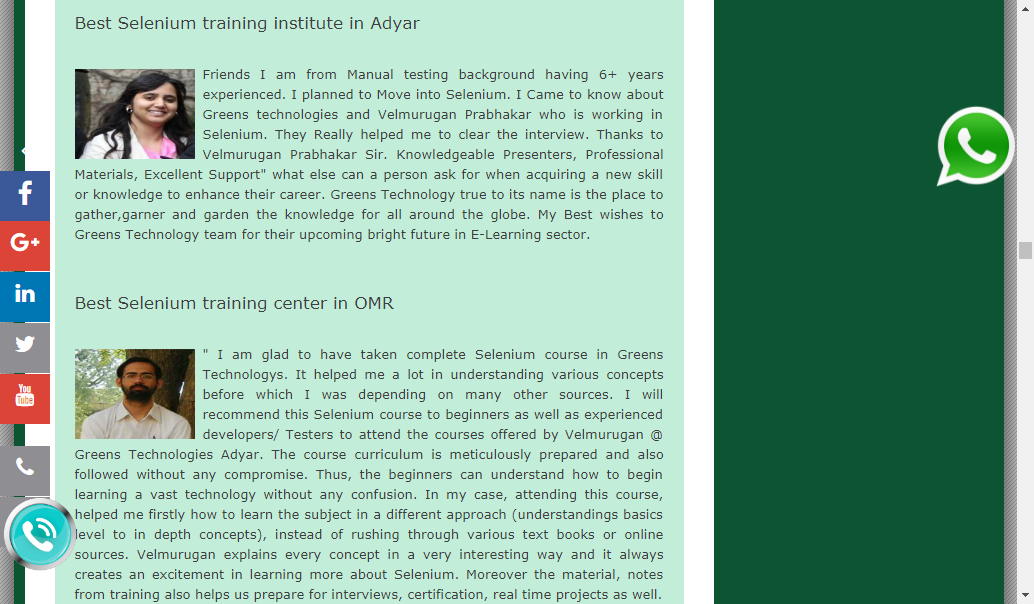 Best Selenium training institute in Adyar
Friends I am from Manual testing background having 6+ years
experienced. I planned to Move into Selenium. I Came to know about
Greens technologies and Velmurugan Prabhakar who is working in
Selenium. They Really helped me to clear the interview. Thanks to
Velmurugan Prabhakar Sir. Knowledgeable Presenters, Professional
Materials, Excellent Support" what else can a person ask for when acquiring a new skill
or knowledge to enhance their career. Greens Technology true to its name is the place to
gather,garner and garden the knowledge for all around the globe. My Best wishes to
Greens Technology team for their upcoming bright future in E-Learning sector.
f
G+
in
You
Tube
Best Selenium training center in OMR
" I am glad to have taken complete Selenium course in Greens
Technologys. It helped me a lot in understanding various concepts
before which I was depending on many other sources. I will
recommend this Selenium course to beginners as well as experienced
developers/ Testers to attend the courses offered by Velmurugan @
Greens Technologies Adyar. The course curriculum is meticulously prepared and also
followed without any compromise. Thus, the beginners can understand how to begin
learning a vast technology without any confusion. In my case, attending this course,
helped me firstly how to learn the subject in a different approach (understandings basics
level to in depth concepts), instead of rushing through various text books or online
sources. Velmurugan explains every concept in a very interesting way and it always
creates an excitement in learning more about Selenium. Moreover the material, notes
from training also helps us prepare for interviews, certification, real time projects as well.